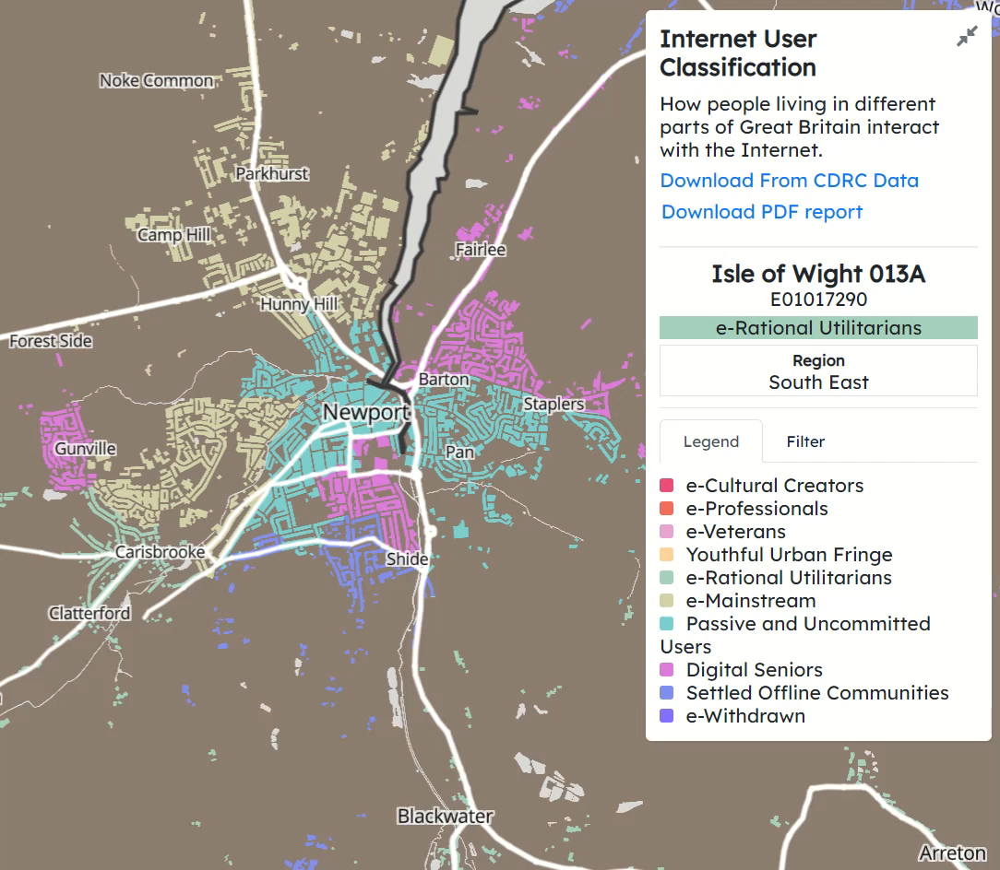 Noke Common
Parkhurst
Camp Hill
Fairlee
Hunny Hill
Forest Side
Barton
Newport
Staplers
Gunville
Pan
Carisbrooke
Shide
Clatterford
Blackwater
Arreton
Internet User
Classification
How people living in different
parts of Great Britain interact
with the Internet.
Download From CDRC Data
Download PDF report
Isle of Wight 013A
E01017290
e-Rational Utilitarians
Region
South East
Legend Filter
e-Cultural Creators
e-Professionals
e-Veterans
Youthful Urban Fringe
e-Rational Utilitarians
e-Mainstream
Passive and Uncommitted
Users
Digital Seniors
Settled Offline Communities
e-Withdrawn